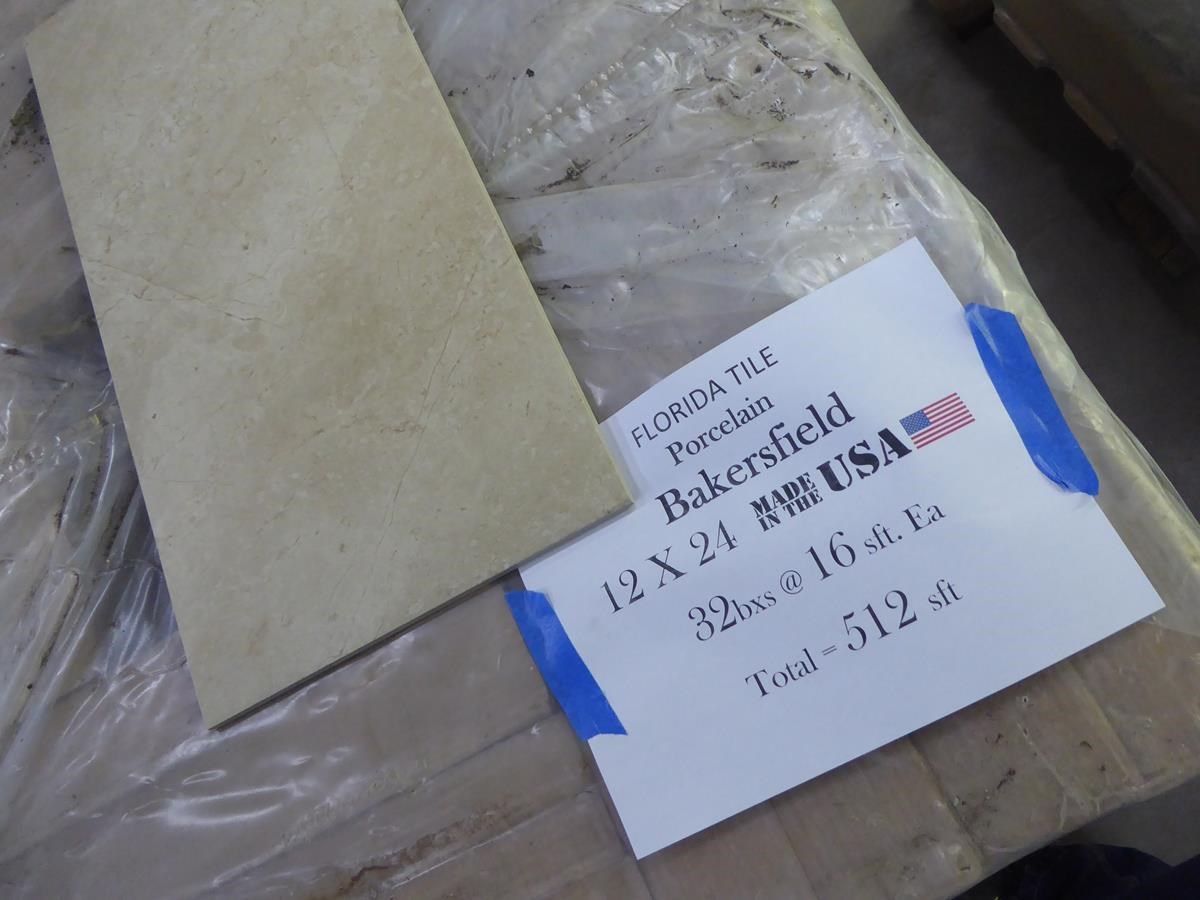 FLORIDA TILE
Porcelain
Bakersfield
12 X 24 MADE IN THE USA
32bxs @ 16 sft. Ea
Total = 512 sft